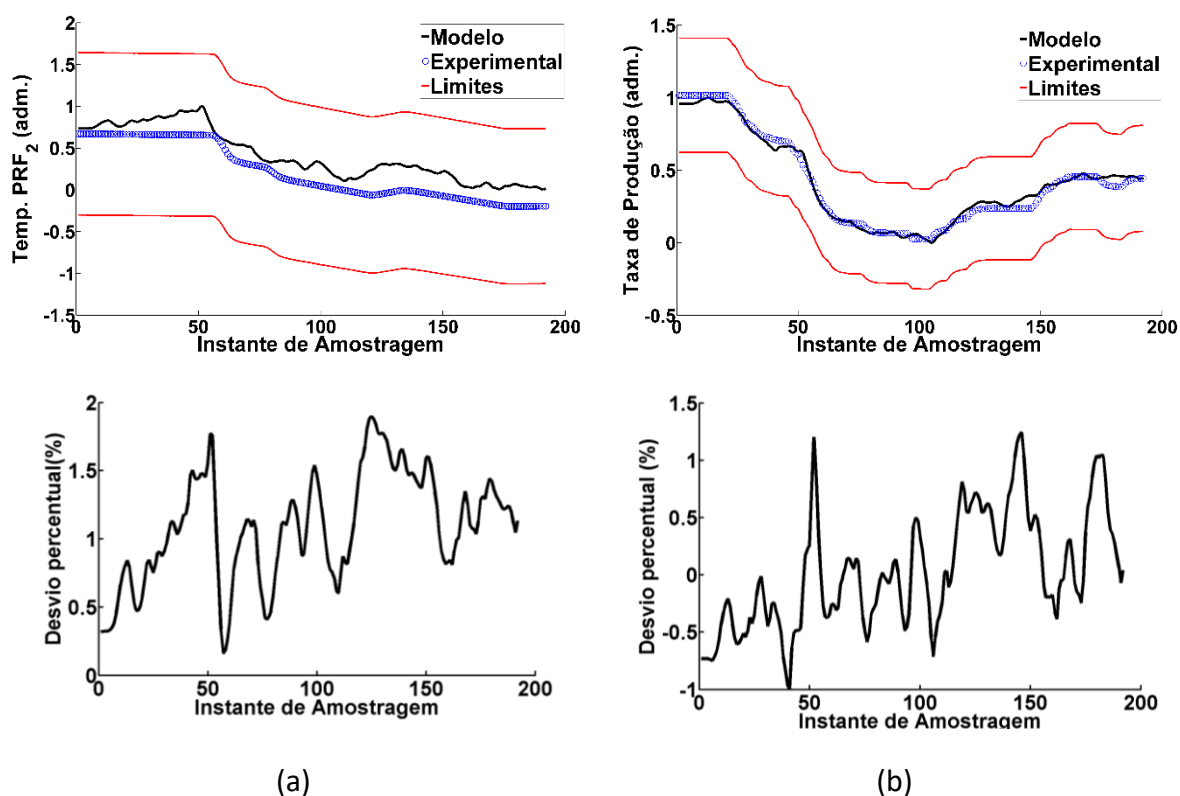 Temp. PRF2 (adm.)
2
1.5
1
0.5
0
-0.5
-1
-1.5
0 50 100 150 200
Instante de Amostragem
Modelo
Experimental
Limites
Taxa de Produção (adm.)
1.5
1
0.5
0
-0.5
0 50 100 150 200
Instante de Amostragem
Modelo
Experimental
Limites
Desvio percentual(%)
2
1.5
1
0.5
0
0 50 100 150 200
Instante de Amostragem
Desvio percentual (%)
1.5
1
0.5
0
-0.5
-1
0 50 100 150 200
Instante de Amostragem
(a)
(b)